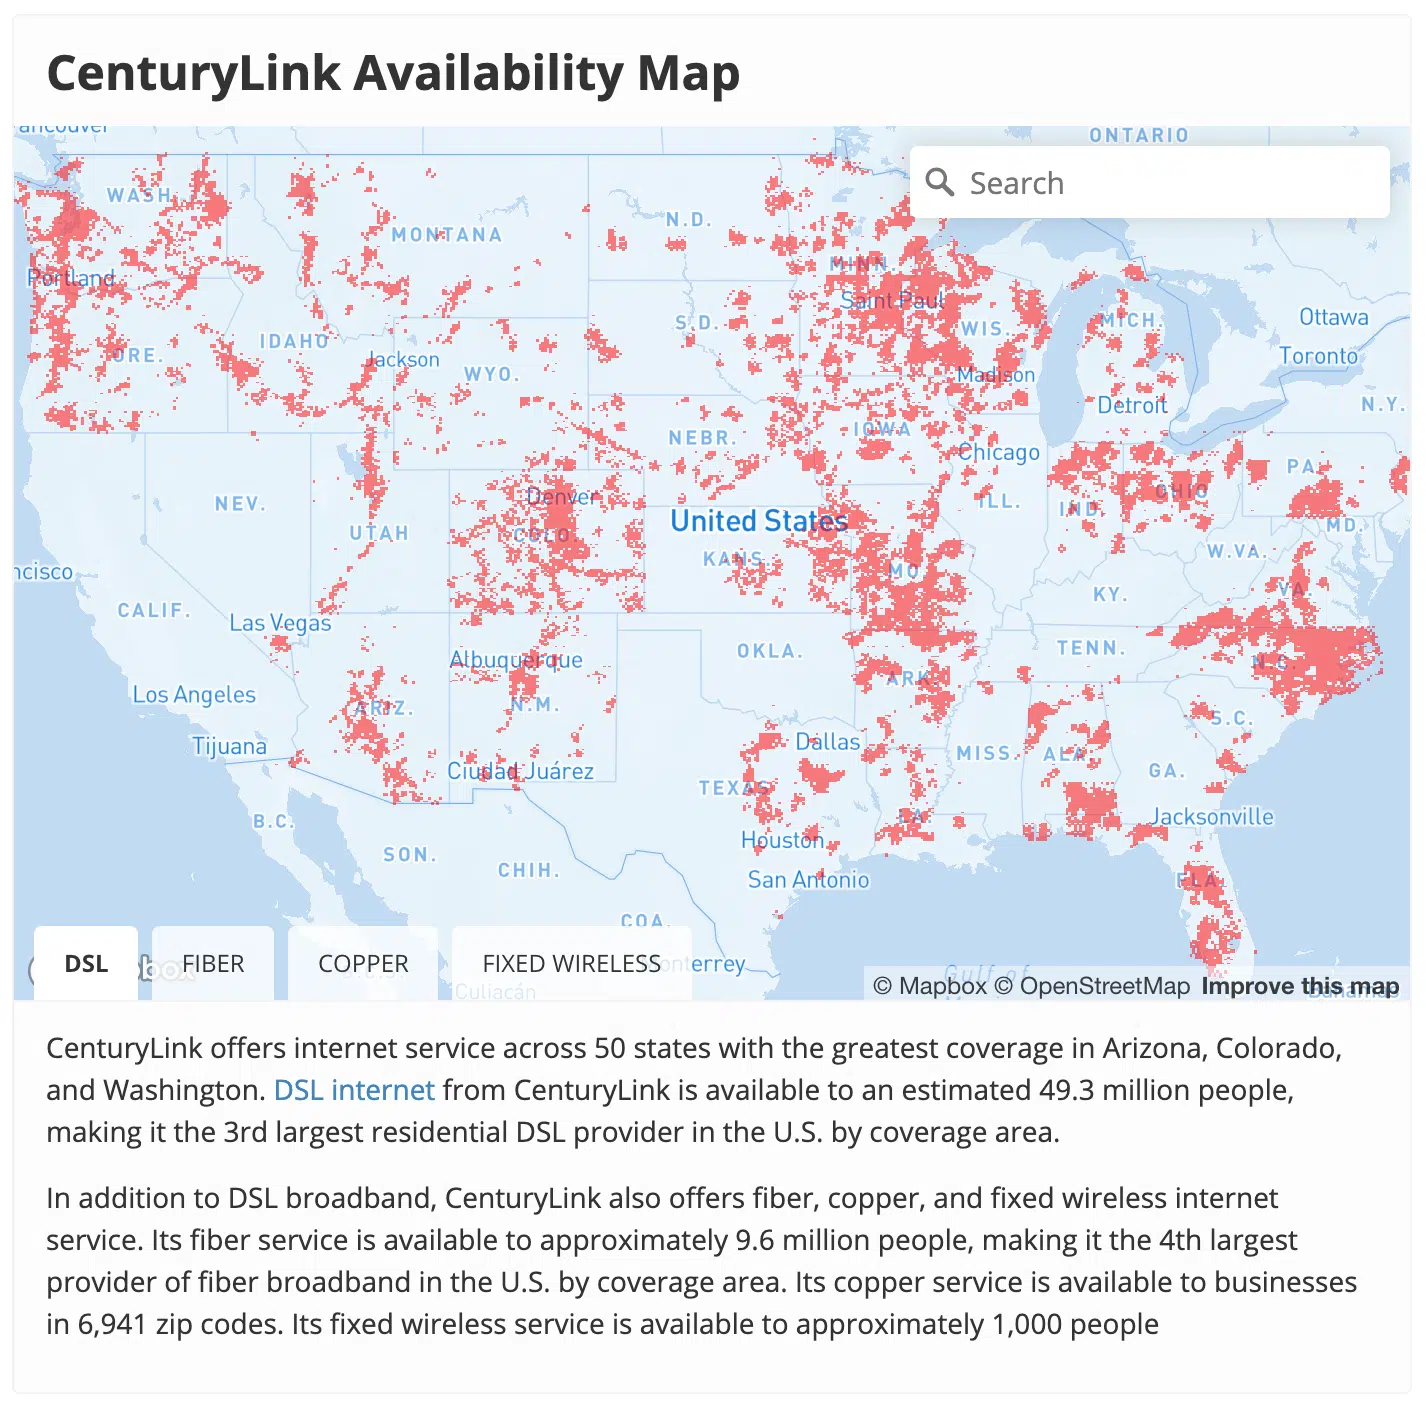 CenturyLink Availability Map
ancouver
ONTARIO
Search
WASH.
MONTANA
N.D.
MINN.
Portland
Saint Paul
S.D.
WIS.
MICH.
Ottawa
Toronto
ORE.
IDAHO
Jackson
WYO.
Madison
Detroit
N.Y.
NEBR.
IOWA
Chicago
PA.
NEV.
Denver
UTAH
COLO.
United States
KANS.
MO.
ILL.
IND.
OHIO
MD.
W.VA.
VA.
KY.
ncisco
CALIF.
Las Vegas
Albuquerque
OKLA.
TENN.
N.C.
Los Angeles
ARIZ.
N.M.
ARK.
S.C.
Tijuana
Ciudad Juárez
Dallas
TEXAS
MISS.
ALA.
GA.
B.C.
LA.
Jacksonville
SON.
CHIH.
Houston
San Antonio
FLA.
COA.
DSL
box
FIBER
COPPER
FIXED WIRELESS
onterrey
Culiacán
Gulf of
© Mapbox © OpenStreetMap Improve this map
Bahamas
CenturyLink offers internet service across 50 states with the greatest coverage in Arizona, Colorado,
and Washington. DSL internet from CenturyLink is available to an estimated 49.3 million people,
making it the 3rd largest residential DSL provider in the U.S. by coverage area.
In addition to DSL broadband, CenturyLink also offers fiber, copper, and fixed wireless internet
service. Its fiber service is available to approximately 9.6 million people, making it the 4th largest
provider of fiber broadband in the U.S. by coverage area. Its copper service is available to businesses
in 6,941 zip codes. Its fixed wireless service is available to approximately 1,000 people